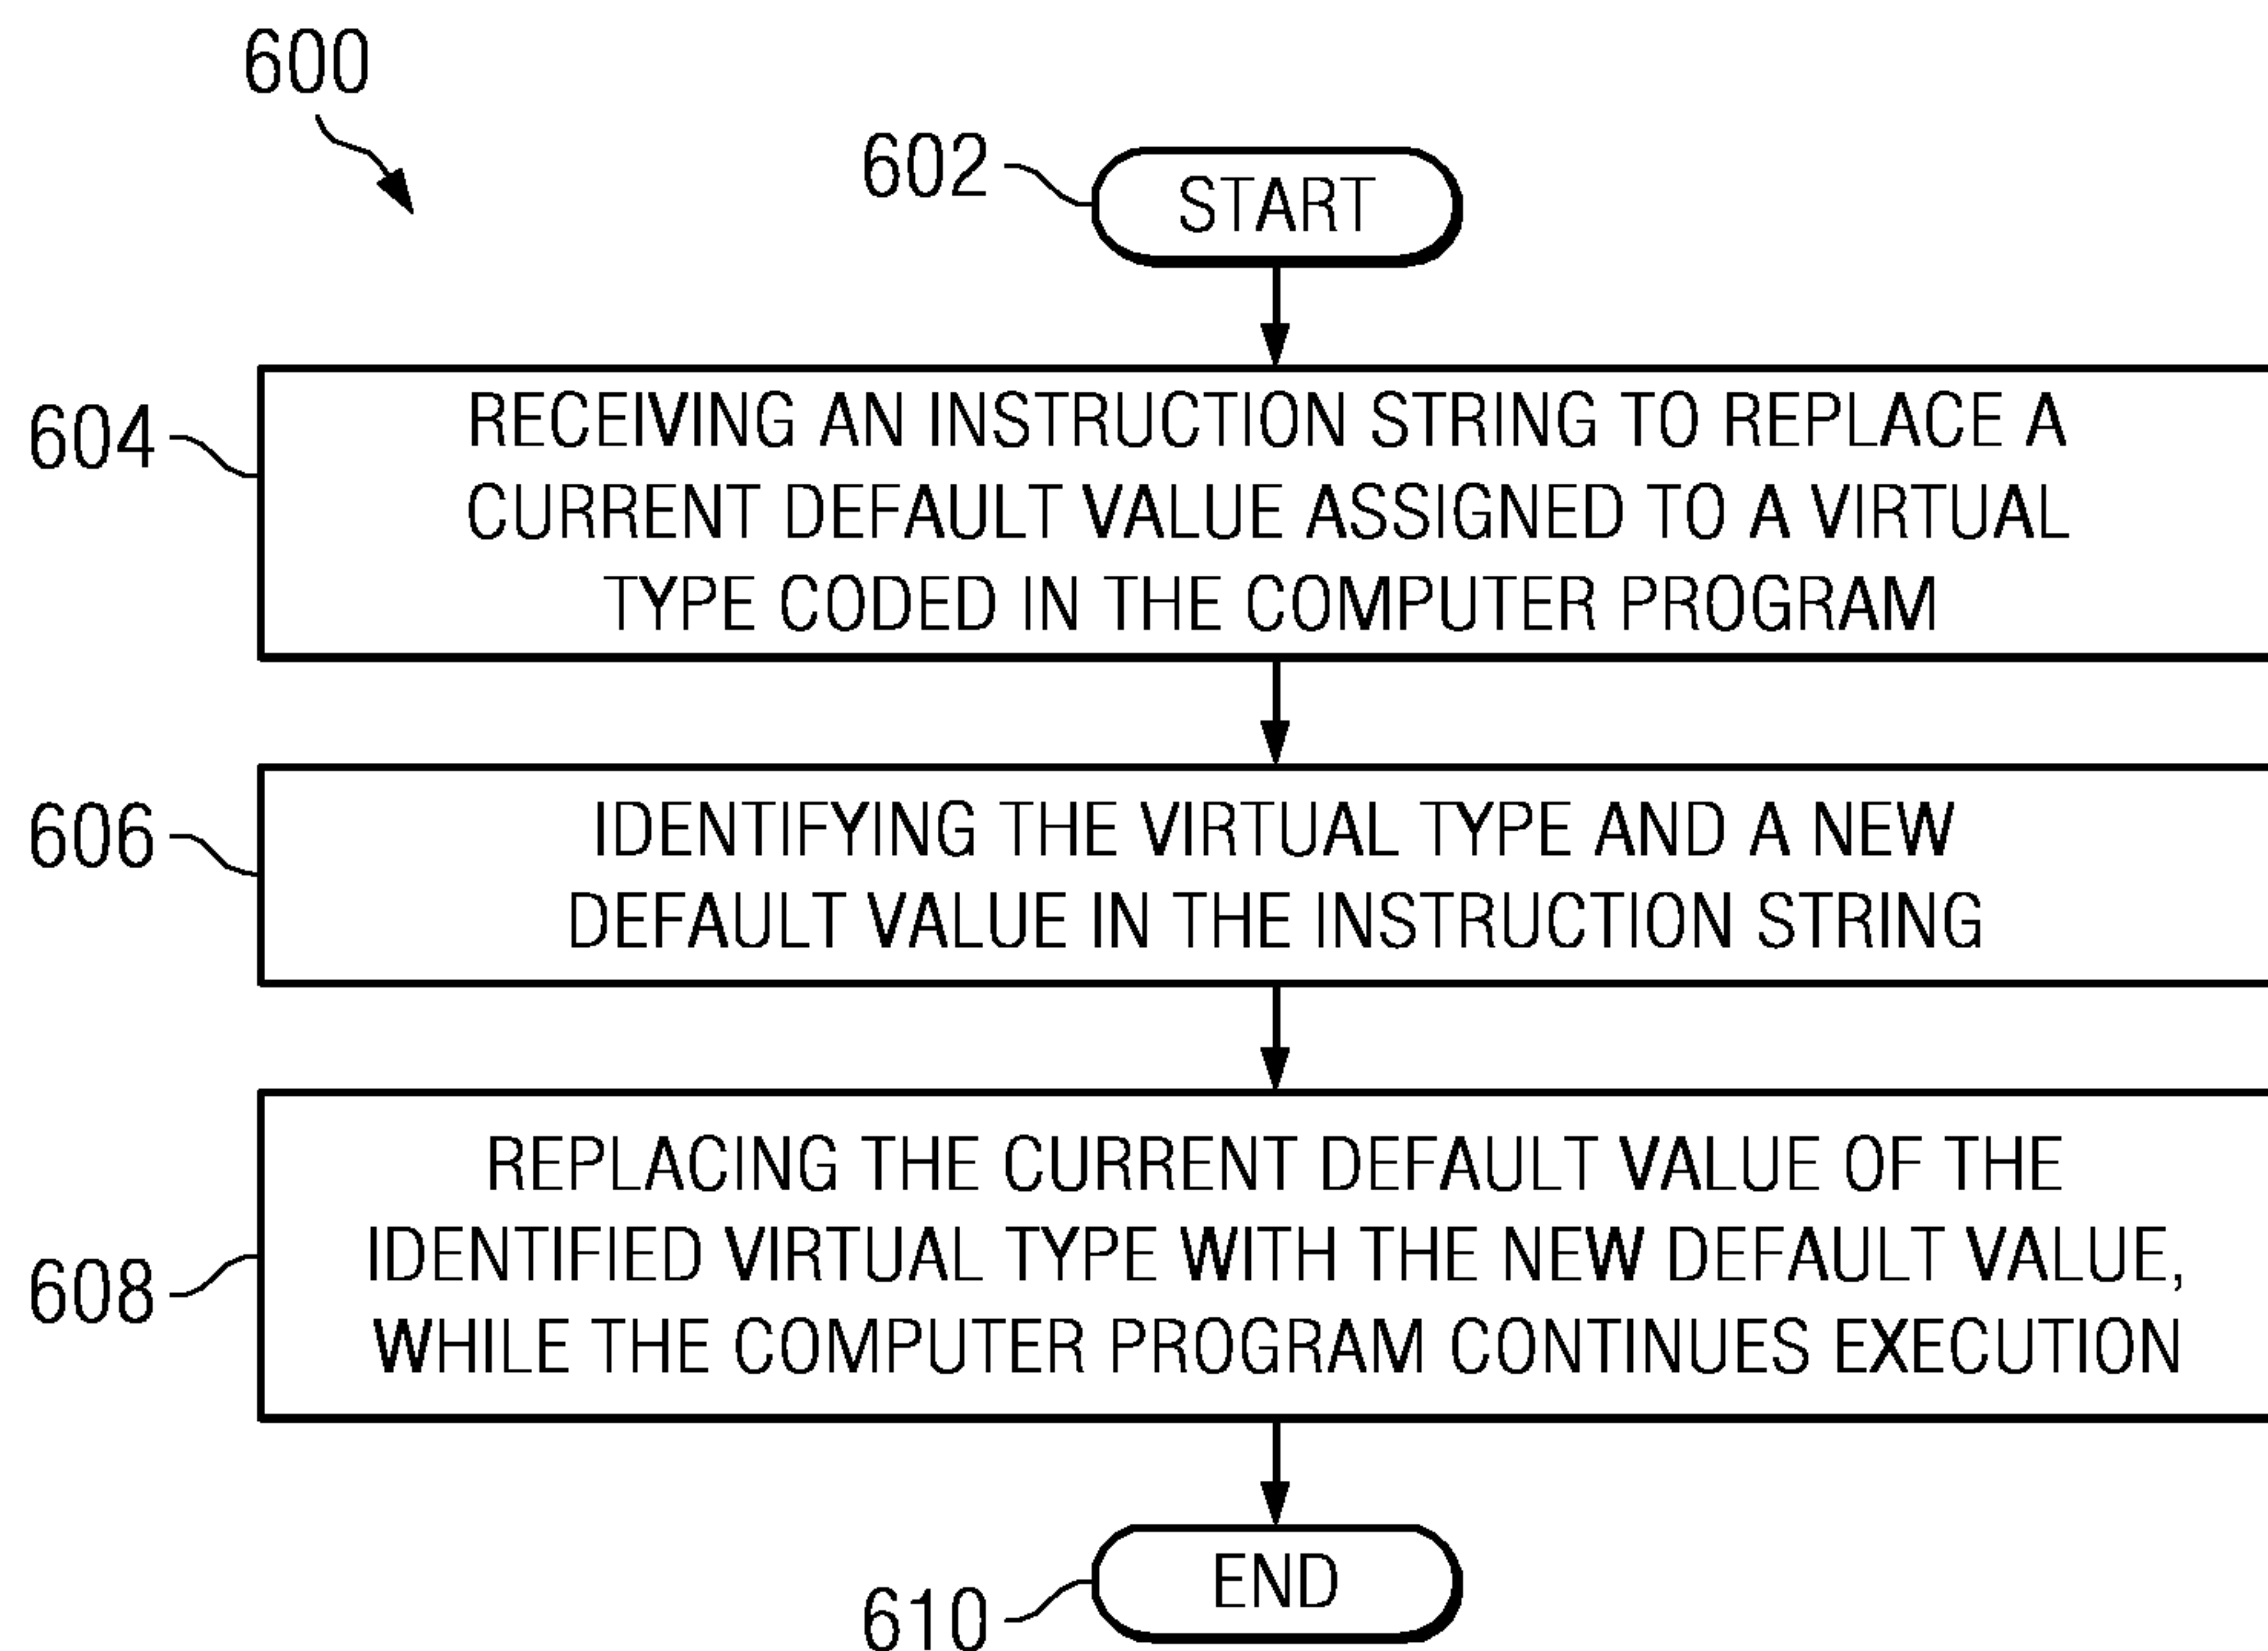 600
602
START
604
RECEIVING AN INSTRUCTION STRING TO REPLACE A
CURRENT DEFAULT VALUE ASSIGNED TO A VIRTUAL
TYPE CODED IN THE COMPUTER PROGRAM
606
IDENTIFYING THE VIRTUAL TYPE AND A NEW
DEFAULT VALUE IN THE INSTRUCTION STRING
608
REPLACING THE CURRENT DEFAULT VALUE OF THE
IDENTIFIED VIRTUAL TYPE WITH THE NEW DEFAULT VALUE,
WHILE THE COMPUTER PROGRAM CONTINUES EXECUTION
610
END